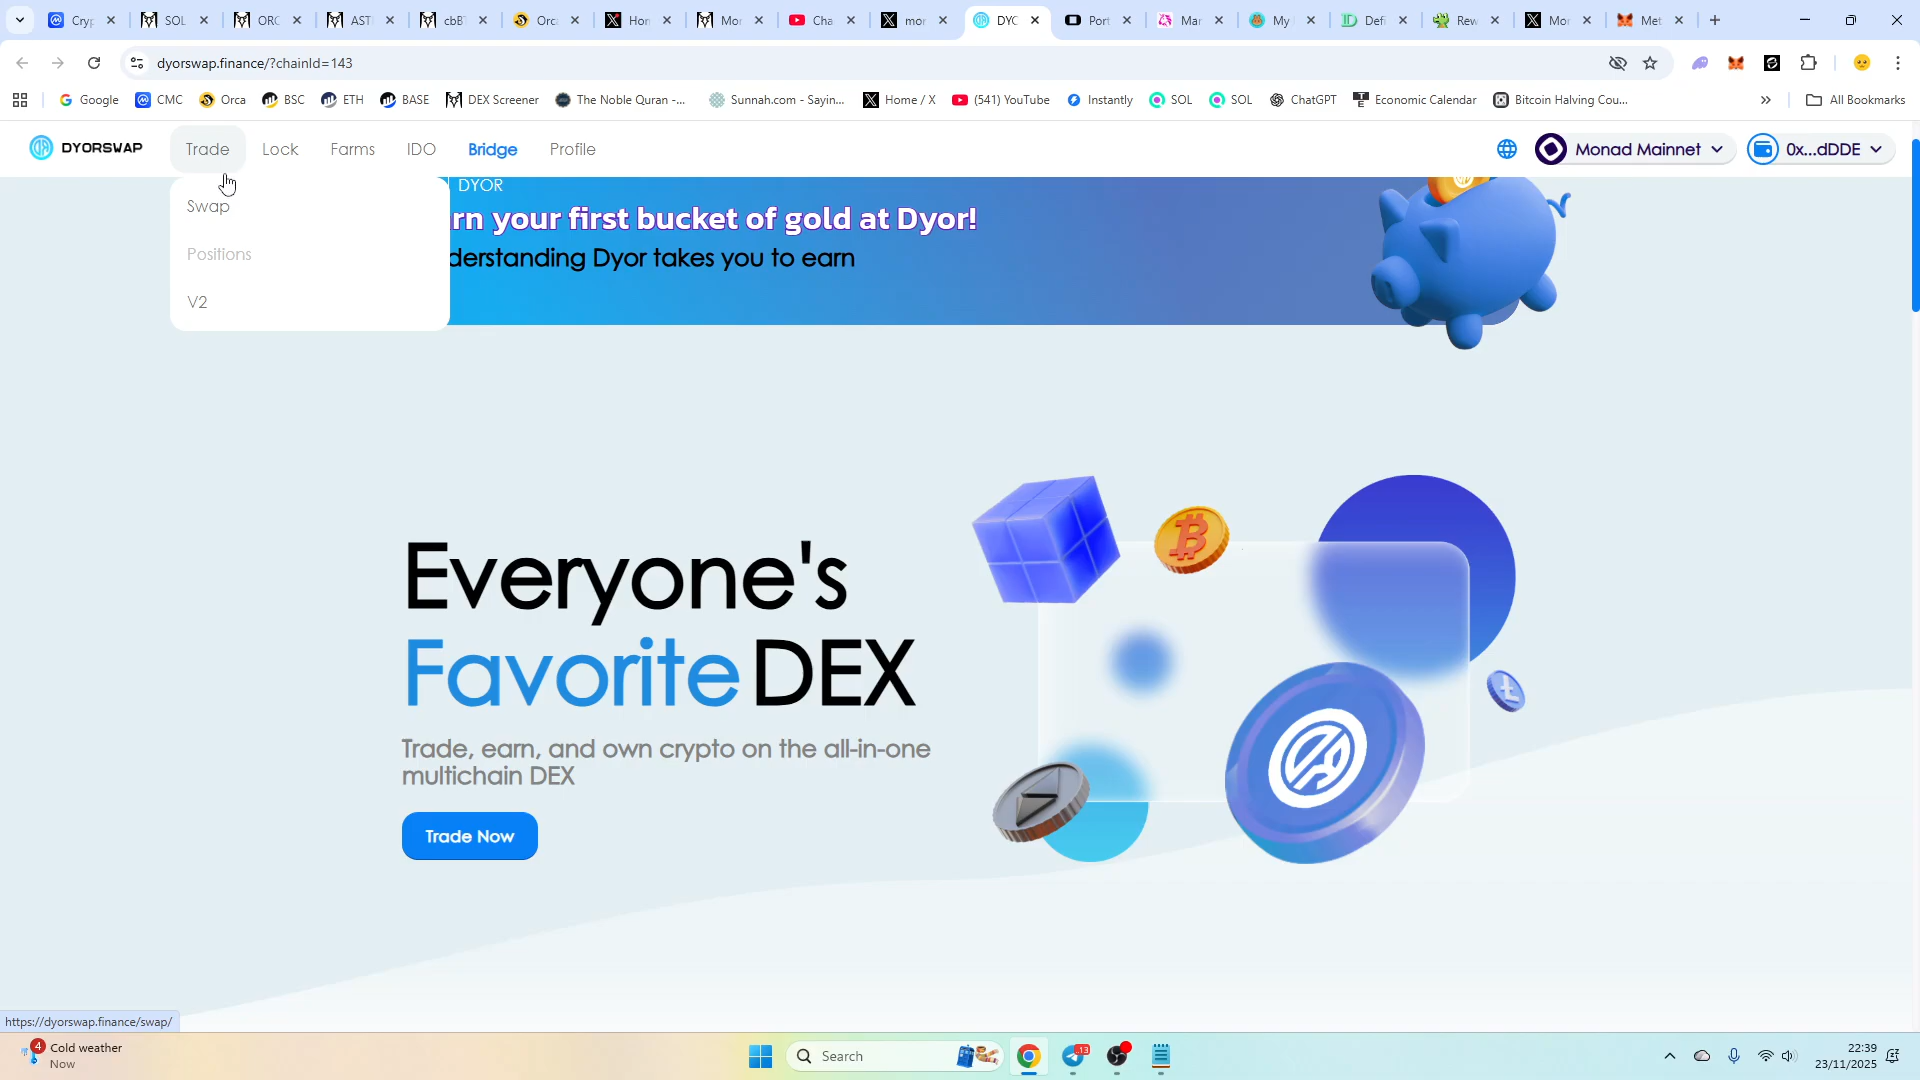 Cryp
SOL
ORC
AST
cbB
Orca
Hom
Mor
Cha
mor
DYO
Port
Mar
My
Defi
Rew
Mor
Met
dyorswap.finance/?chainId=143
Google
CMC
Orca
BSC
ETH
BASE
DEX Screener
The Noble Quran -...
Sunnah.com - Sayin...
Home / X
(541) YouTube
Instantly
SOL
SOL
ChatGPT
Economic Calendar
Bitcoin Halving Cou...
All Bookmarks
DYORSWAP
Trade
Lock
Farms
IDO
Bridge
Profile
Monad Mainnet
0x...dDDE
Swap
Positions
V2
DYOR
rn your first bucket of gold at Dyor!
derstanding Dyor takes you to earn
Everyone's
Favorite DEX
Trade, earn, and own crypto on the all-in-one
multichain DEX
Trade Now
https://dyorswap.finance/swap/
4
Cold weather
Now
Search
13
22:39
23/11/2025